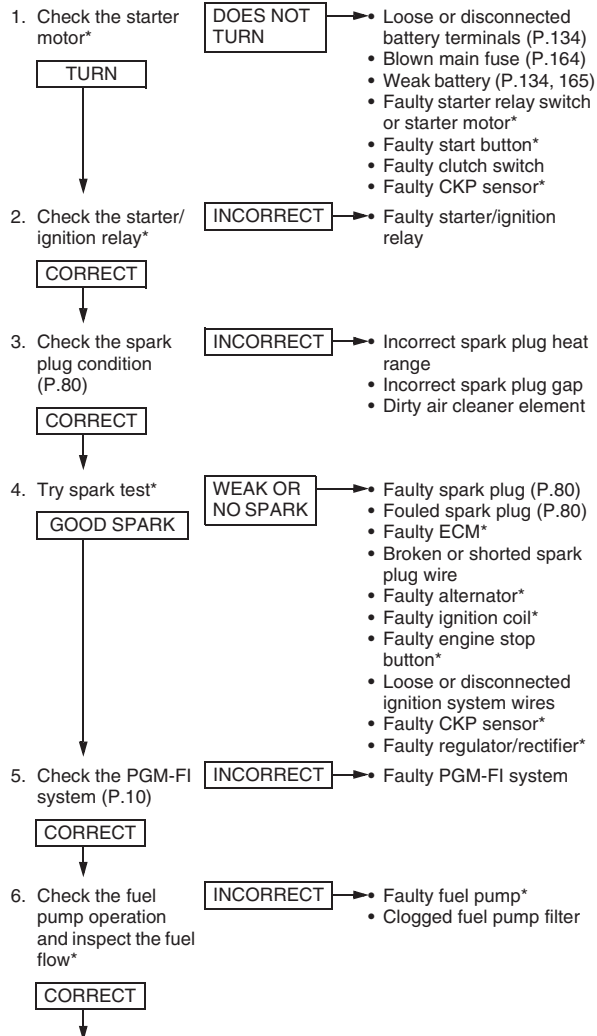 1. Check the starter
motor*
TURN
DOES NOT
TURN
• Loose or disconnected
battery terminals (P.134)
• Blown main fuse (P.164)
• Weak battery (P.134, 165)
• Faulty starter relay switch
or starter motor*
• Faulty start button*
• Faulty clutch switch
• Faulty CKP sensor*
2. Check the starter/
ignition relay*
CORRECT
INCORRECT
• Faulty starter/ignition
relay
3. Check the spark
plug condition
(P.80)
CORRECT
INCORRECT
• Incorrect spark plug heat
range
• Incorrect spark plug gap
• Dirty air cleaner element
4. Try spark test*
GOOD SPARK
WEAK OR
NO SPARK
• Faulty spark plug (P.80)
• Fouled spark plug (P.80)
• Faulty ECM*
• Broken or shorted spark
plug wire
• Faulty alternator*
• Faulty ignition coil*
• Faulty engine stop
button*
• Loose or disconnected
ignition system wires
• Faulty CKP sensor*
• Faulty regulator/rectifier*
5. Check the PGM-FI
system (P.10)
CORRECT
INCORRECT
• Faulty PGM-FI system
6. Check the fuel
pump operation
and inspect the fuel
flow*
CORRECT
INCORRECT
• Faulty fuel pump*
• Clogged fuel pump filter